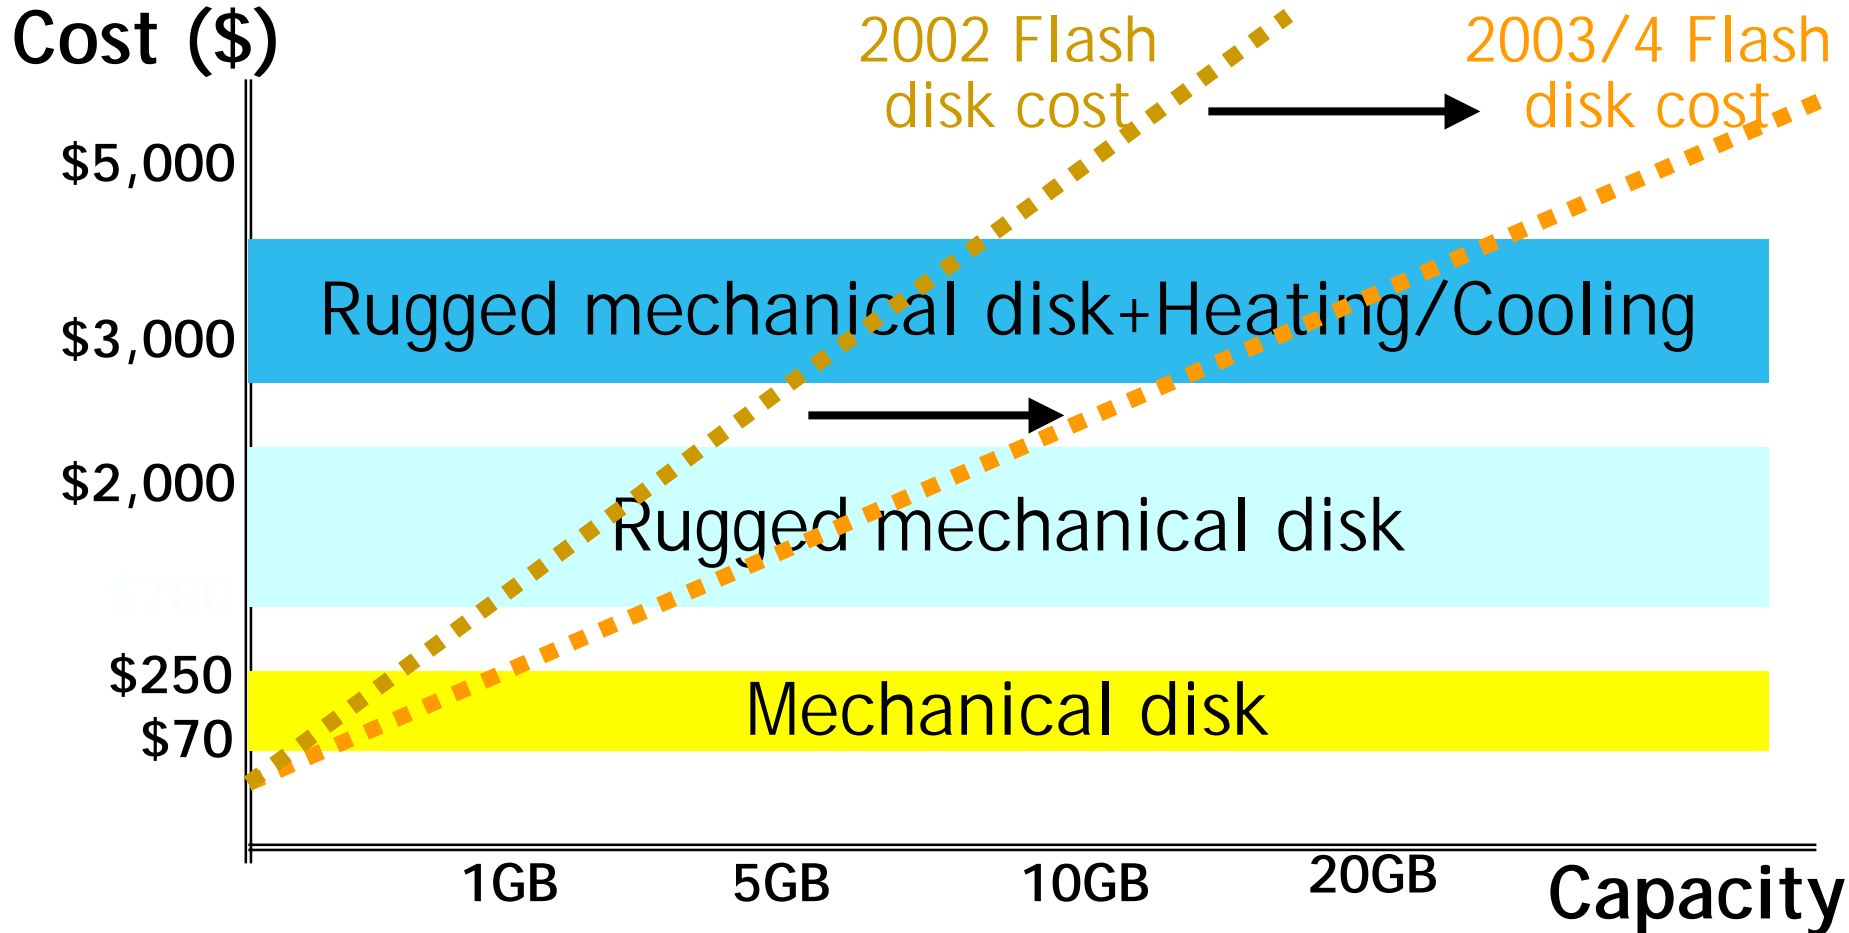 Cost ($)
2002 Flash
disk cost
2003/4 Flash
disk cost
$5,000
Rugged mechanical disk+Heating/Cooling
$3,000
$2,000
Rugged mechanical disk
$700
$250
Mechanical disk
$70
1GB
5GB
10GB
20GB
Capacity